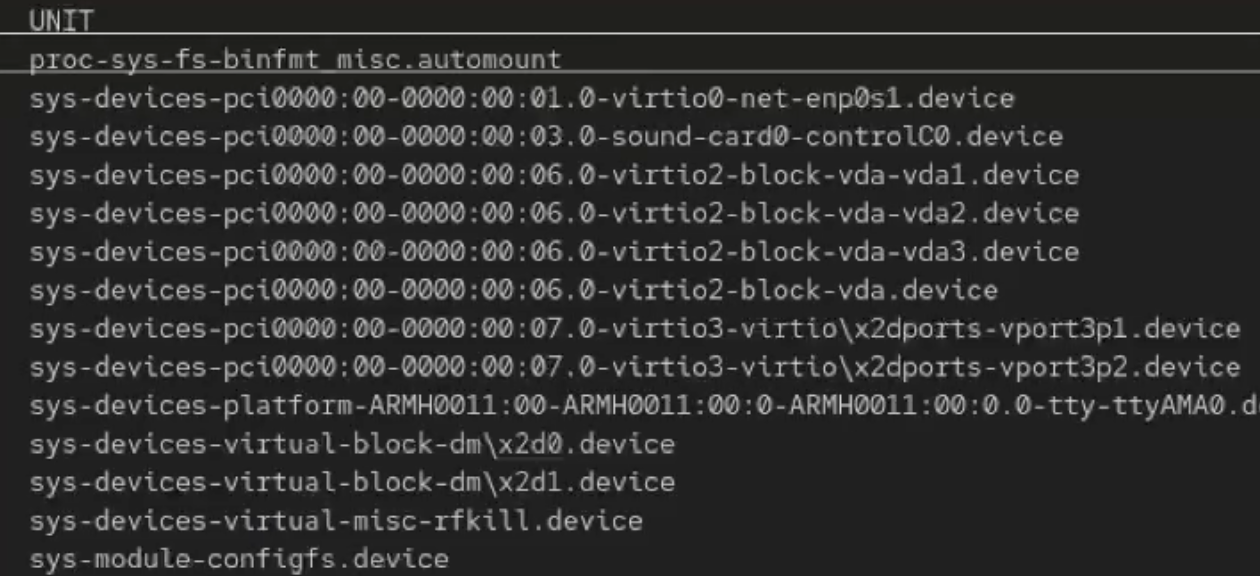 UNIT
proc-sys-fs-binfmt_misc.automount
sys-devices-pci0000:00-0000:00:01.0-virtio0-net-enp0s1.device
sys-devices-pci0000:00-0000:00:03.0-sound-card0-controlC0.device
sys-devices-pci0000:00-0000:00:06.0-virtio2-block-vda-vda1.device
sys-devices-pci0000:00-0000:00:06.0-virtio2-block-vda-vda2.device
sys-devices-pci0000:00-0000:00:06.0-virtio2-block-vda-vda3.device
sys-devices-pci0000:00-0000:00:06.0-virtio2-block-vda.device
sys-devices-pci0000:00-0000:00:07.0-virtio3-virtio\x2dports-vport3p1.device
sys-devices-pci0000:00-0000:00:07.0-virtio3-virtio\x2dports-vport3p2.device
sys-devices-platform-ARMH0011:00-ARMH0011:00:0-ARMH0011:00:0.0-tty-ttyAMA0.d
sys-devices-virtual-block-dm\x2d0.device
sys-devices-virtual-block-dm\x2d1.device
sys-devices-virtual-misc-rfkill.device
sys-module-configfs.device